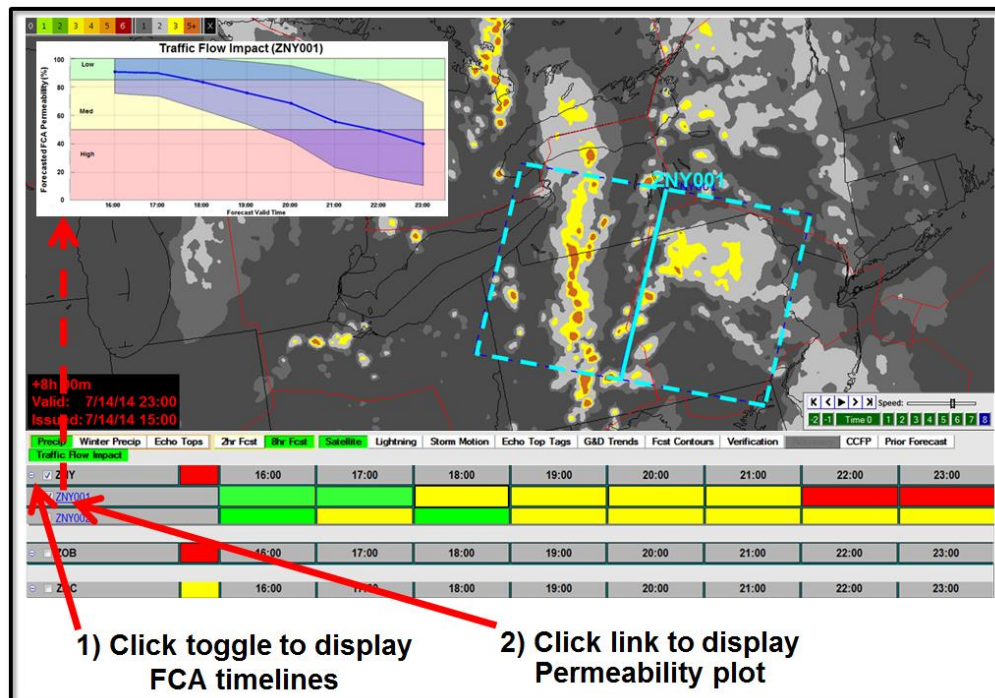 0 1 2 3 4 5 6 1 2 3 5+ X
Traffic Flow Impact (ZNY001)
Forecasted FCA Permeability (%)
100
80
60
40
20
0
Low
Med
High
16:00 17:00 18:00 19:00 20:00 21:00 22:00 23:00
Forecast Valid Time
ZNY001
+8h 00m
Valid: 7/14/14 23:00
Issued: 7/14/14 15:00
Speed:
-2 -1 Time 0 1 2 3 4 5 6 7 8
Precip Winter Precip Echo Tops 2hr Fcst 8hr Fcst Satellite Lightning Storm Motion Echo Top Tags G&D Trends Fcst Contours Verification CCFP Prior Forecast
Traffic Flow Impact
ZNY 16:00 17:00 18:00 19:00 20:00 21:00 22:00 23:00
ZNY001
ZNY002
ZOB 16:00 17:00 18:00 19:00 20:00 21:00 22:00 23:00
16:00 17:00 18:00 19:00 20:00 21:00 22:00 23:00
1) Click toggle to display
FCA timelines
2) Click link to display
Permeability plot